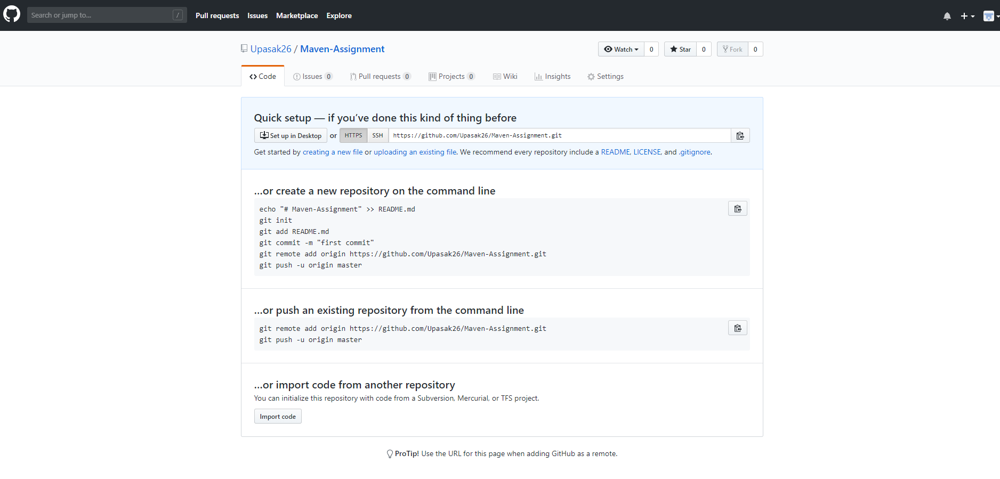 Search or jump to... /
Pull requests Issues Marketplace Explore
Upasak26 / Maven-Assignment
Watch 0 Star 0 Fork 0
Code Issues 0 Pull requests 0 Projects 0 Wiki Insights Settings
Quick setup — if you’ve done this kind of thing before
Set up in Desktop or HTTPS SSH https://github.com/Upasak26/Maven-Assignment.git
Get started by creating a new file or uploading an existing file. We recommend every repository include a README, LICENSE, and .gitignore.
…or create a new repository on the command line
echo "# Maven-Assignment" >> README.md
git init
git add README.md
git commit -m "first commit"
git remote add origin https://github.com/Upasak26/Maven-Assignment.git
git push -u origin master
…or push an existing repository from the command line
git remote add origin https://github.com/Upasak26/Maven-Assignment.git
git push -u origin master
…or import code from another repository
You can initialize this repository with code from a Subversion, Mercurial, or TFS project.
Import code
ProTip! Use the URL for this page when adding GitHub as a remote.